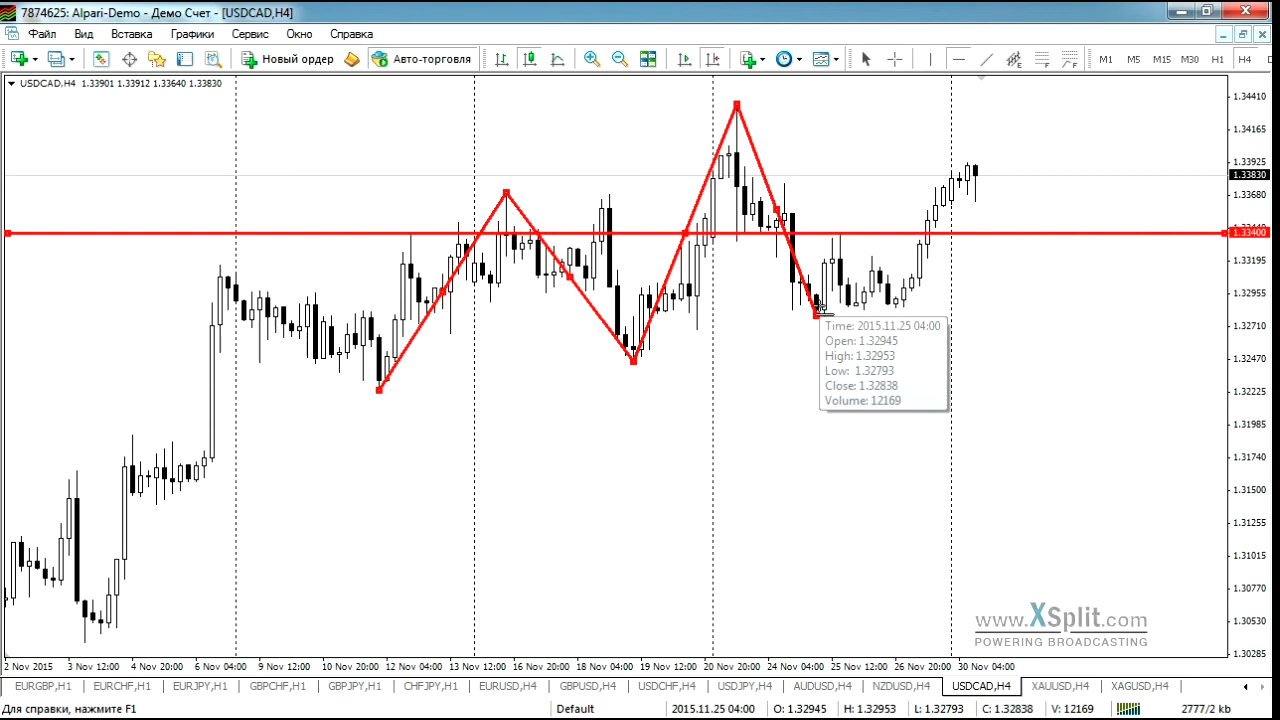 7874625: Alpari-Demo - Демо Счет - [USDCAD,H4]
Файл Вид Вставка Графики Сервис Окно Справка
Новый ордер Авто-торговля M1 M5 M15 M30 H1 H4
USDCAD,H4 1.33901 1.33912 1.33640 1.33830
1.34410
1.34165
1.33925
1.33830
1.33680
1.33400
1.33195
1.32955
1.32710
1.32470
1.32225
1.31985
1.31740
1.31500
1.31255
1.31015
1.30770
1.30530
1.30285
Time: 2015.11.25 04:00
Open: 1.32945
High: 1.32953
Low: 1.32793
Close: 1.32838
Volume: 12169
www.XSplit.com
POWERING BROADCASTING
2 Nov 2015 3 Nov 12:00 4 Nov 20:00 6 Nov 04:00 9 Nov 12:00 10 Nov 20:00 12 Nov 04:00 13 Nov 12:00 16 Nov 20:00 18 Nov 04:00 19 Nov 12:00 20 Nov 20:00 24 Nov 04:00 25 Nov 12:00 26 Nov 20:00 30 Nov 04:00
EURGBP,H1 EURCHF,H1 EURJPY,H1 GBPCHF,H1 GBPJPY,H1 CHFJPY,H1 EURUSD,H4 GBPUSD,H4 USDCHF,H4 USDJPY,H4 AUDUSD,H4 NZDUSD,H4 USDCAD,H4 XAUUSD,H4 XAGUSD,H4
Для справки, нажмите F1 Default 2015.11.25 04:00 O: 1.32945 H: 1.32953 L: 1.32793 C: 1.32838 V: 12169 2777/2 kb